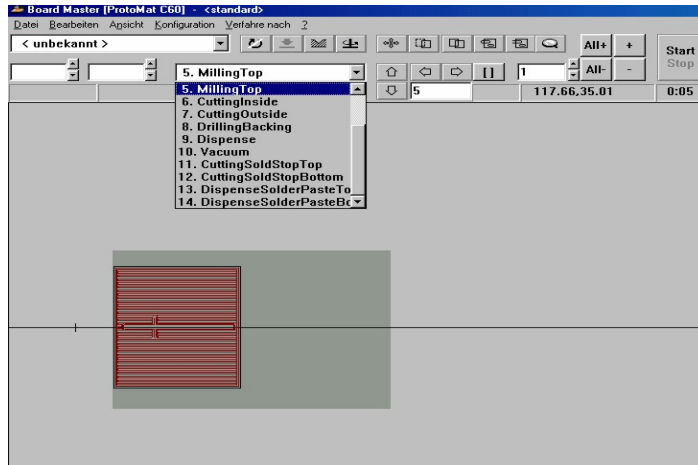 Board Master [ProtoMat C60] - <standard>
Datei Bearbeiten Ansicht Konfiguration Verfahre nach ?
< unbekannt > All+ + Start
Stop
5. MillingTop [] 1 All- -
5 117.66,35.01 0:05
5. MillingTop
6. CuttingInside
7. CuttingOutside
8. DrillingBacking
9. Dispense
10. Vacuum
11. CuttingSoldStopTop
12. CuttingSoldStopBottom
13. DispenseSolderPasteTo
14. DispenseSolderPasteBo